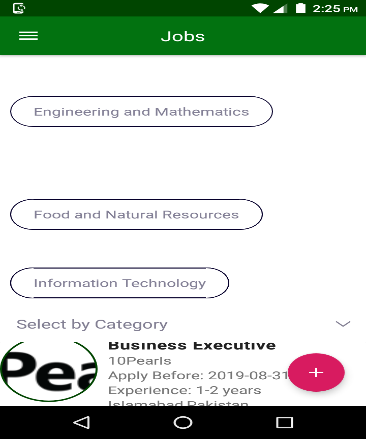 2:25 PM
Jobs
Engineering and Mathematics
Food and Natural Resources
Information Technology
Select by Category
Business Executive
10Pearls
Apply Before: 2019-08-31
Experience: 1-2 years
Islamabad,Pakistan